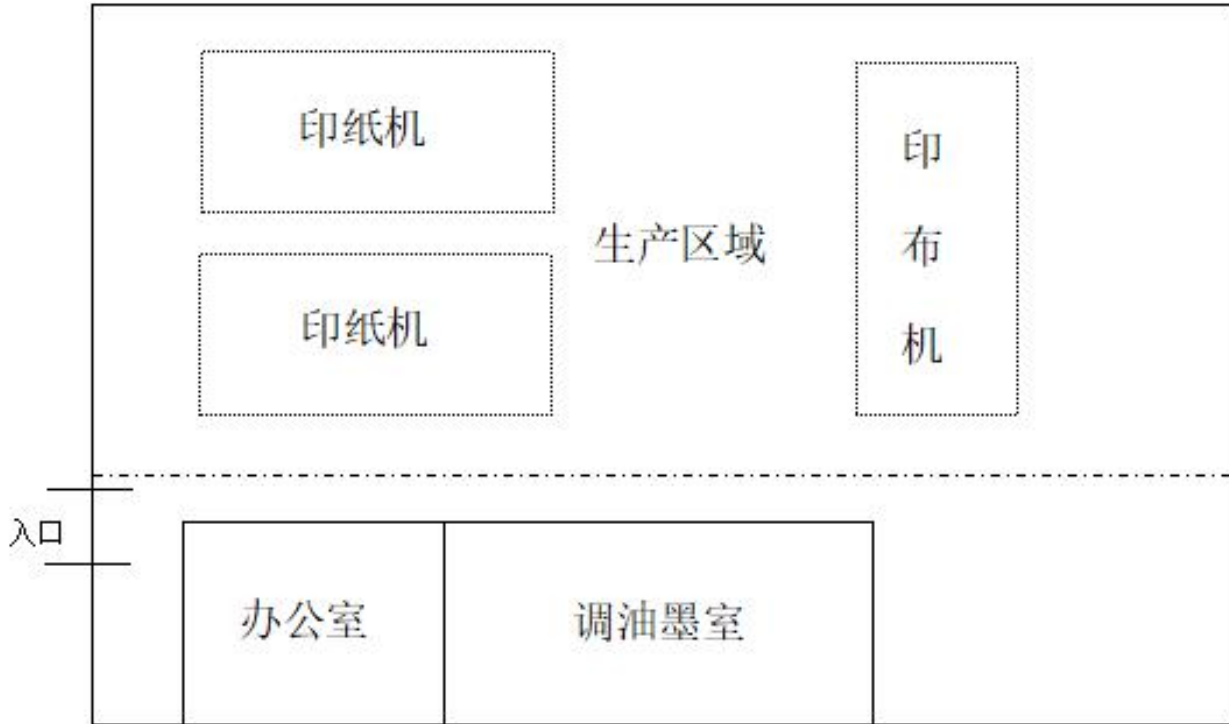 印纸机
印布机
生产区域
印纸机
入口
办公室
调油墨室